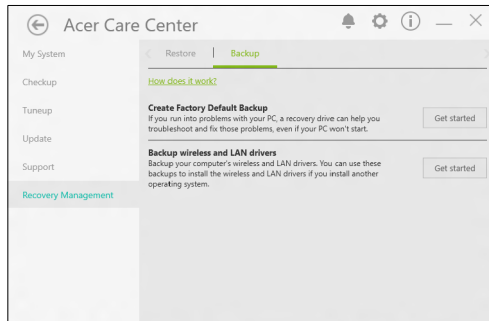 Acer Care Center
My System
Restore
Backup
Checkup
How does it work?
Tuneup
Create Factory Default Backup
If you run into problems with your PC, a recovery drive can help you
troubleshoot and fix those problems, even if your PC won't start.
Get started
Update
Support
Backup wireless and LAN drivers
Backup your computer's wireless and LAN drivers. You can use these
backups to install the wireless and LAN drivers if you install another
operating system.
Get started
Recovery Management